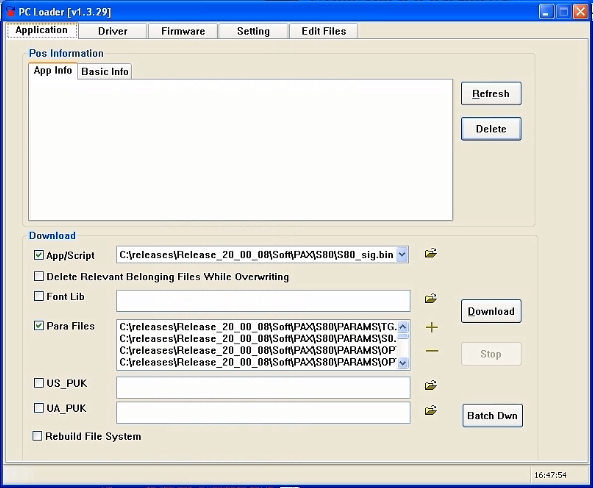 PC Loader [v1.3.29]
Application Driver Firmware Setting Edit Files
Pos Information
App Info Basic Info
Refresh
Delete
Download
App/Script C:\releases\Release_20_00_08\Soft\PAX\S80\S80_sig.bin
Delete Relevant Belonging Files While Overwriting
Font Lib
Download
Para Files C:\releases\Release_20_00_08\Soft\PAX\S80\PARAMS\TG.
C:\releases\Release_20_00_08\Soft\PAX\S80\PARAMS\S0.
C:\releases\Release_20_00_08\Soft\PAX\S80\PARAMS\OP
C:\releases\Release_20_00_08\Soft\PAX\S80\PARAMS\OP
Stop
US_PUK
UA_PUK
Batch Dwn
Rebuild File System
16:47:54